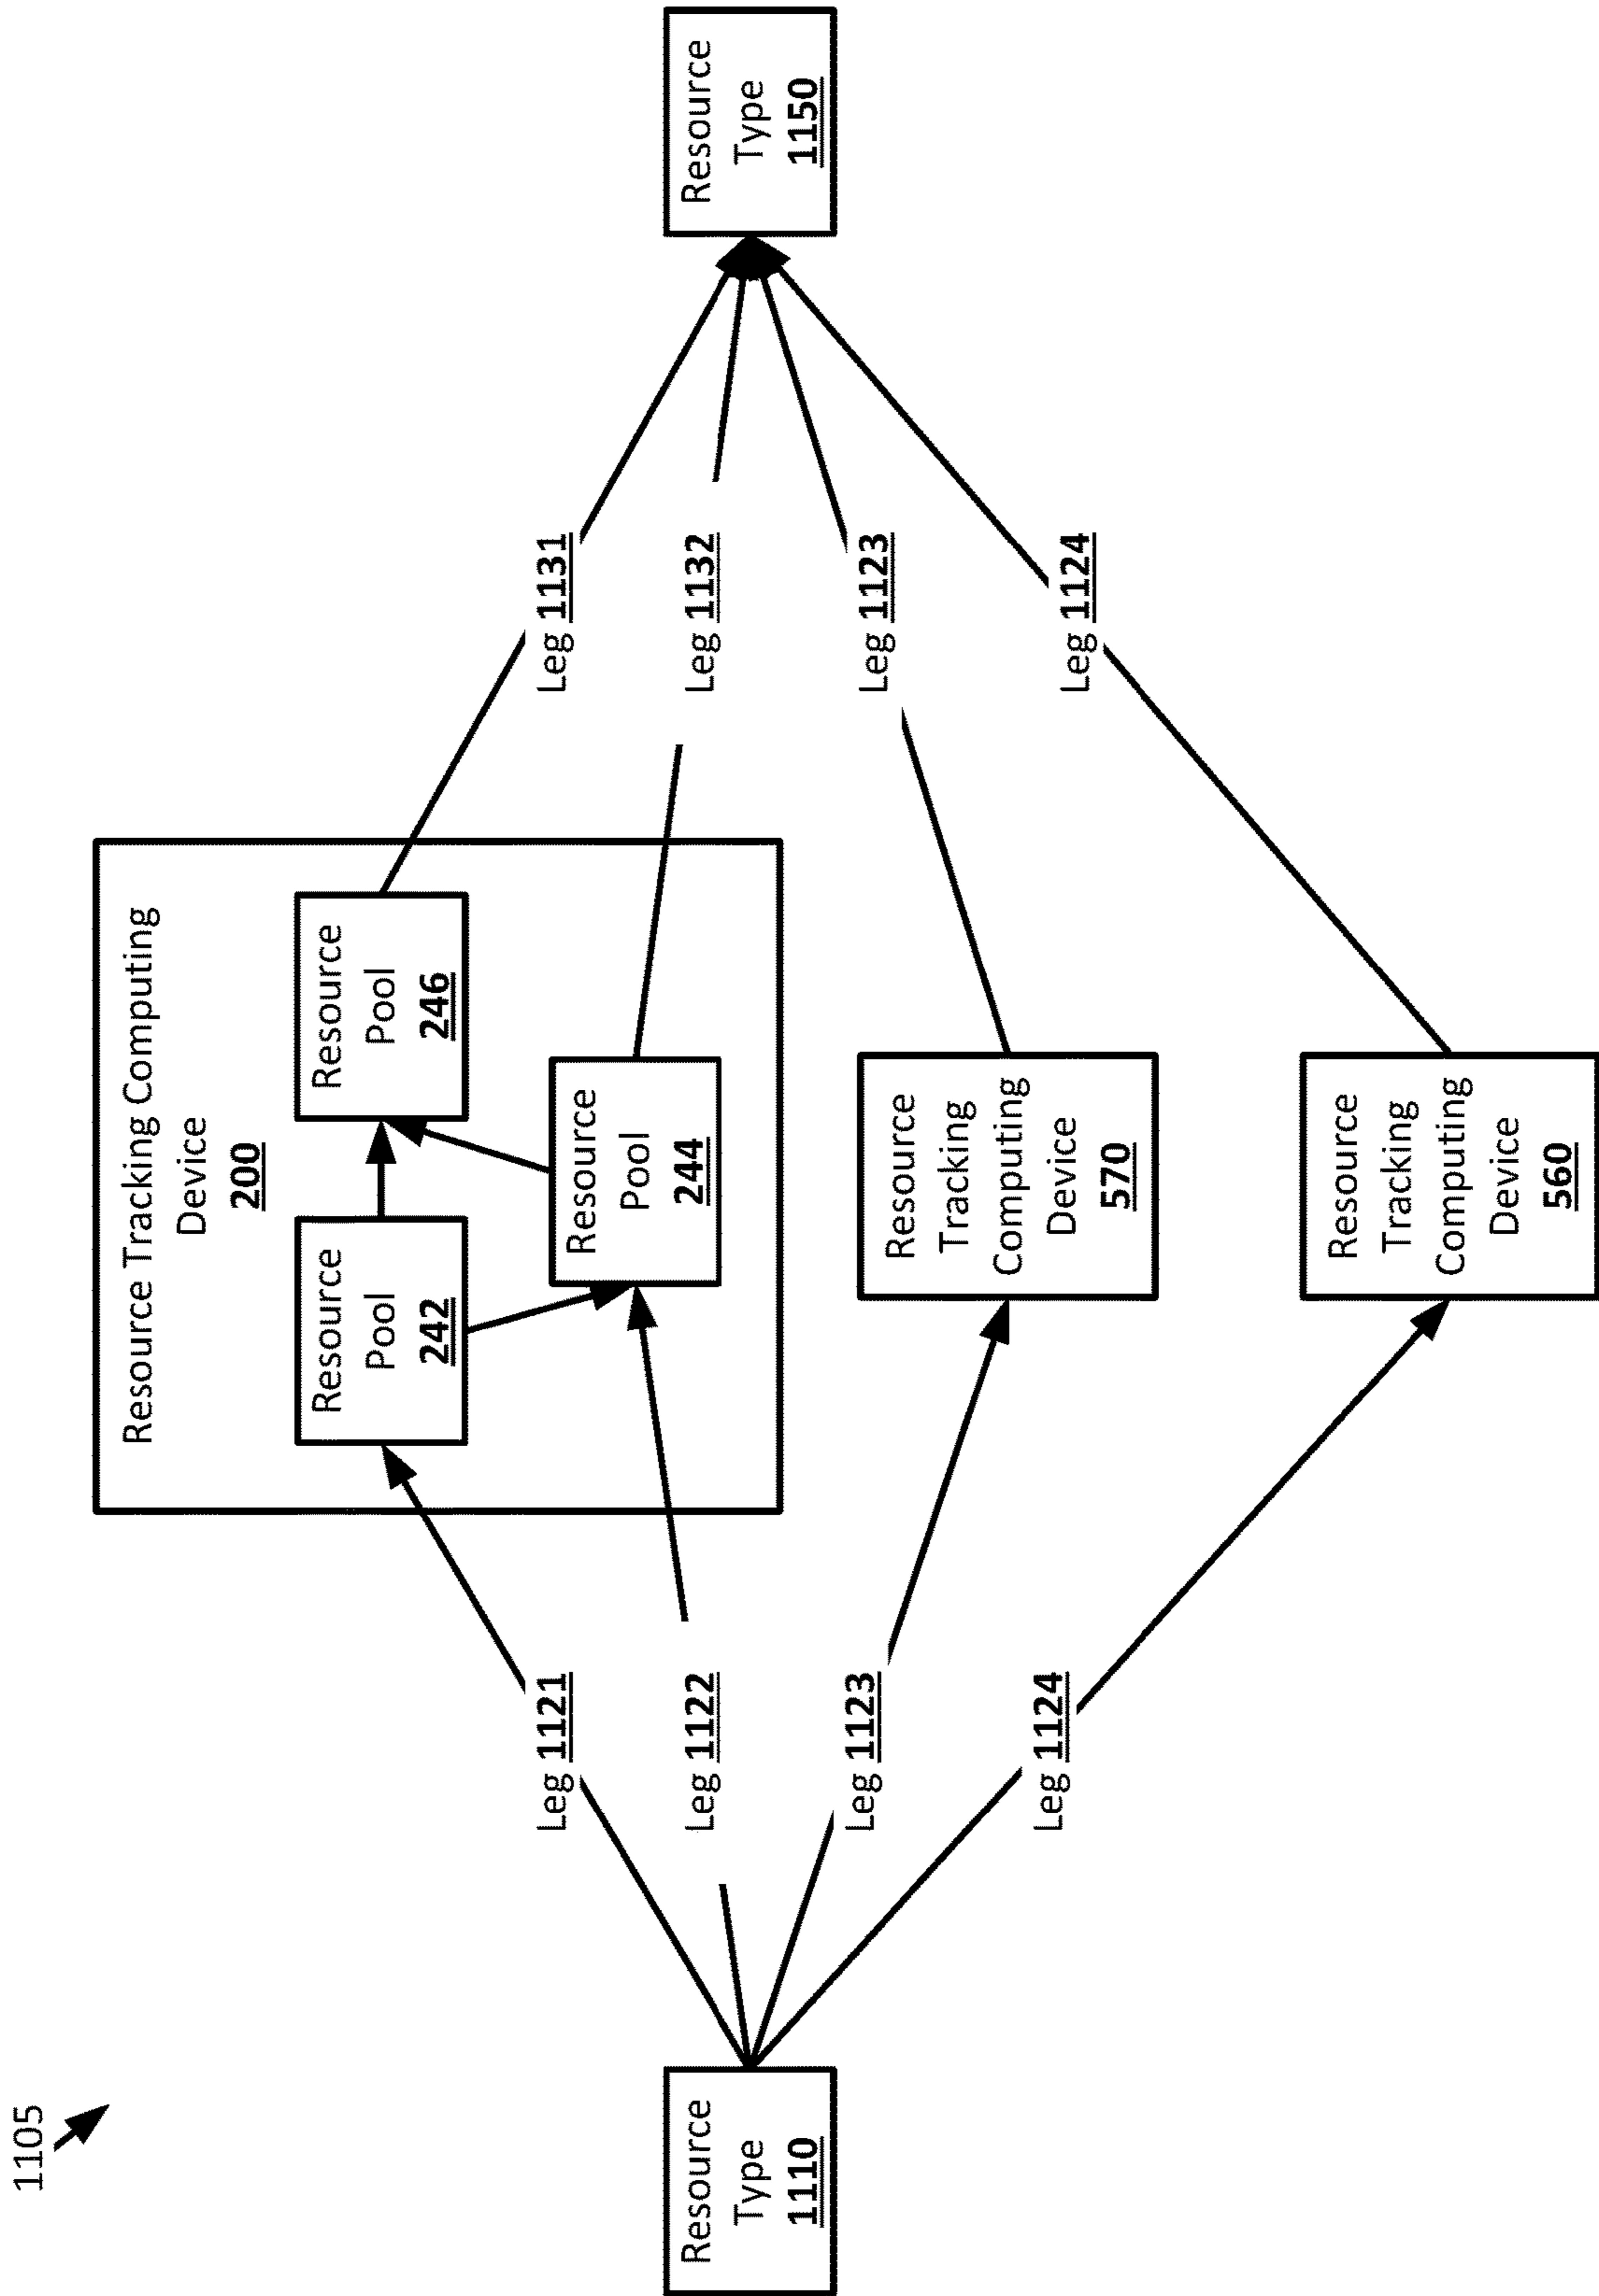 1105
Resource Tracking Computing
Device
200
Resource
Pool
242
Resource
Pool
246
Resource
Pool
244
Leg 1121
Leg 1131
Leg 1122
Leg 1132
Resource
Type
1110
Resource
Type
1150
Leg 1123
Leg 1123
Resource
Tracking
Computing
Device
570
Leg 1124
Leg 1124
Resource
Tracking
Computing
Device
560